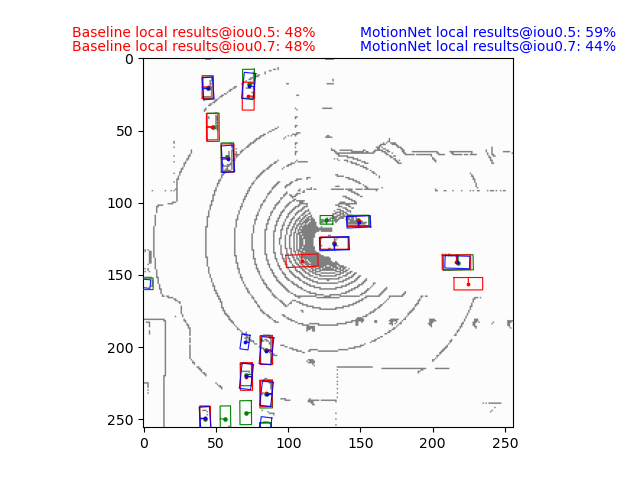 Baseline local results@iou0.5: 48%
MotionNet local results@iou0.5: 59%
Baseline local results@iou0.7: 48%
MotionNet local results@iou0.7: 44%
0
50
100
150
200
250
0 50 100 150 200 250